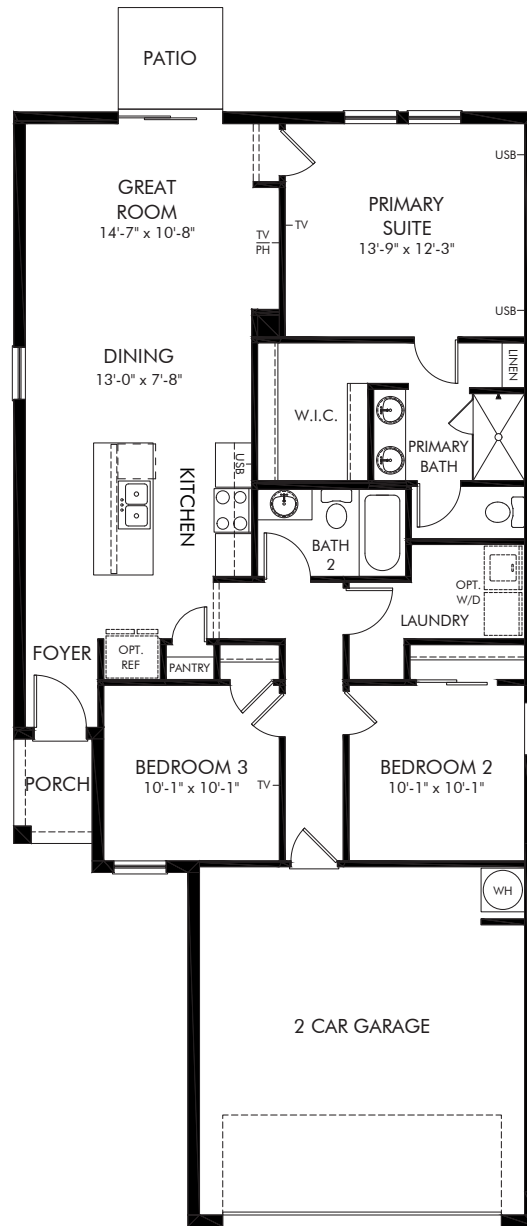 PATIO
GREAT
ROOM
14'-7" x 10'-8"
TV
PH
TV
PRIMARY
SUITE
13'-9" x 12'-3"
USB
USB
DINING
13'-0" x 7'-8"
W.I.C.
LINEN
PRIMARY
BATH
KITCHEN
USB
BATH
2
OPT.
W/D
LAUNDRY
FOYER
OPT.
REF
PANTRY
PORCH
BEDROOM 3
10'-1" x 10'-1"
TV
BEDROOM 2
10'-1" x 10'-1"
WH
2 CAR GARAGE